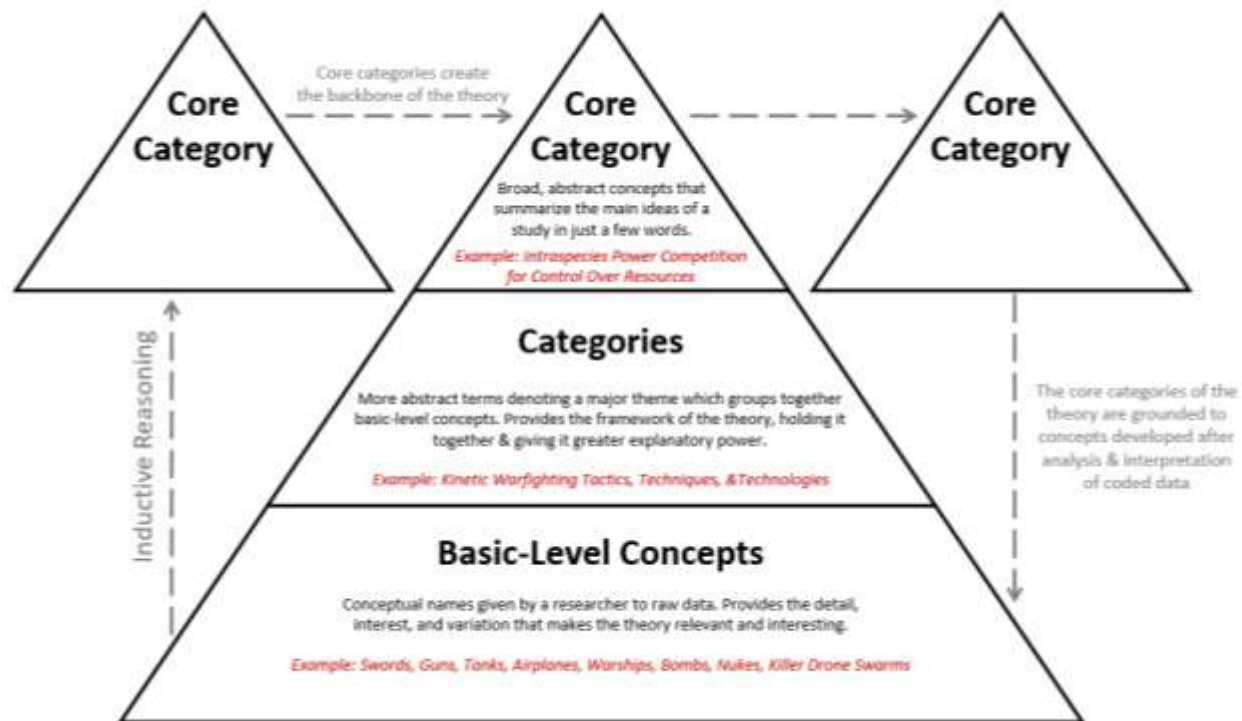 Core
Category
Core categories create
the backbone of the theory
Core
Category
Broad, abstract concepts that
summarize the main ideas of a
study in just a few words.
Example: Intraspecies Power Competition
for Control Over Resources
Core
Category
Inductive Reasoning
Categories
More abstract terms denoting a major theme which groups together
basic-level concepts. Provides the framework of the theory, holding it
together & giving it greater explanatory power.
Example: Kinetic Warfighting Tactics, Techniques, &Technologies
The core categories of the
theory are grounded to
concepts developed after
analysis & interpretation
of coded data
Basic-Level Concepts
Conceptual names given by a researcher to raw data. Provides the detail,
interest, and variation that makes the theory relevant and interesting.
Example: Swords, Guns, Tanks, Airplanes, Warships, Bombs, Nukes, Killer Drone Swarms